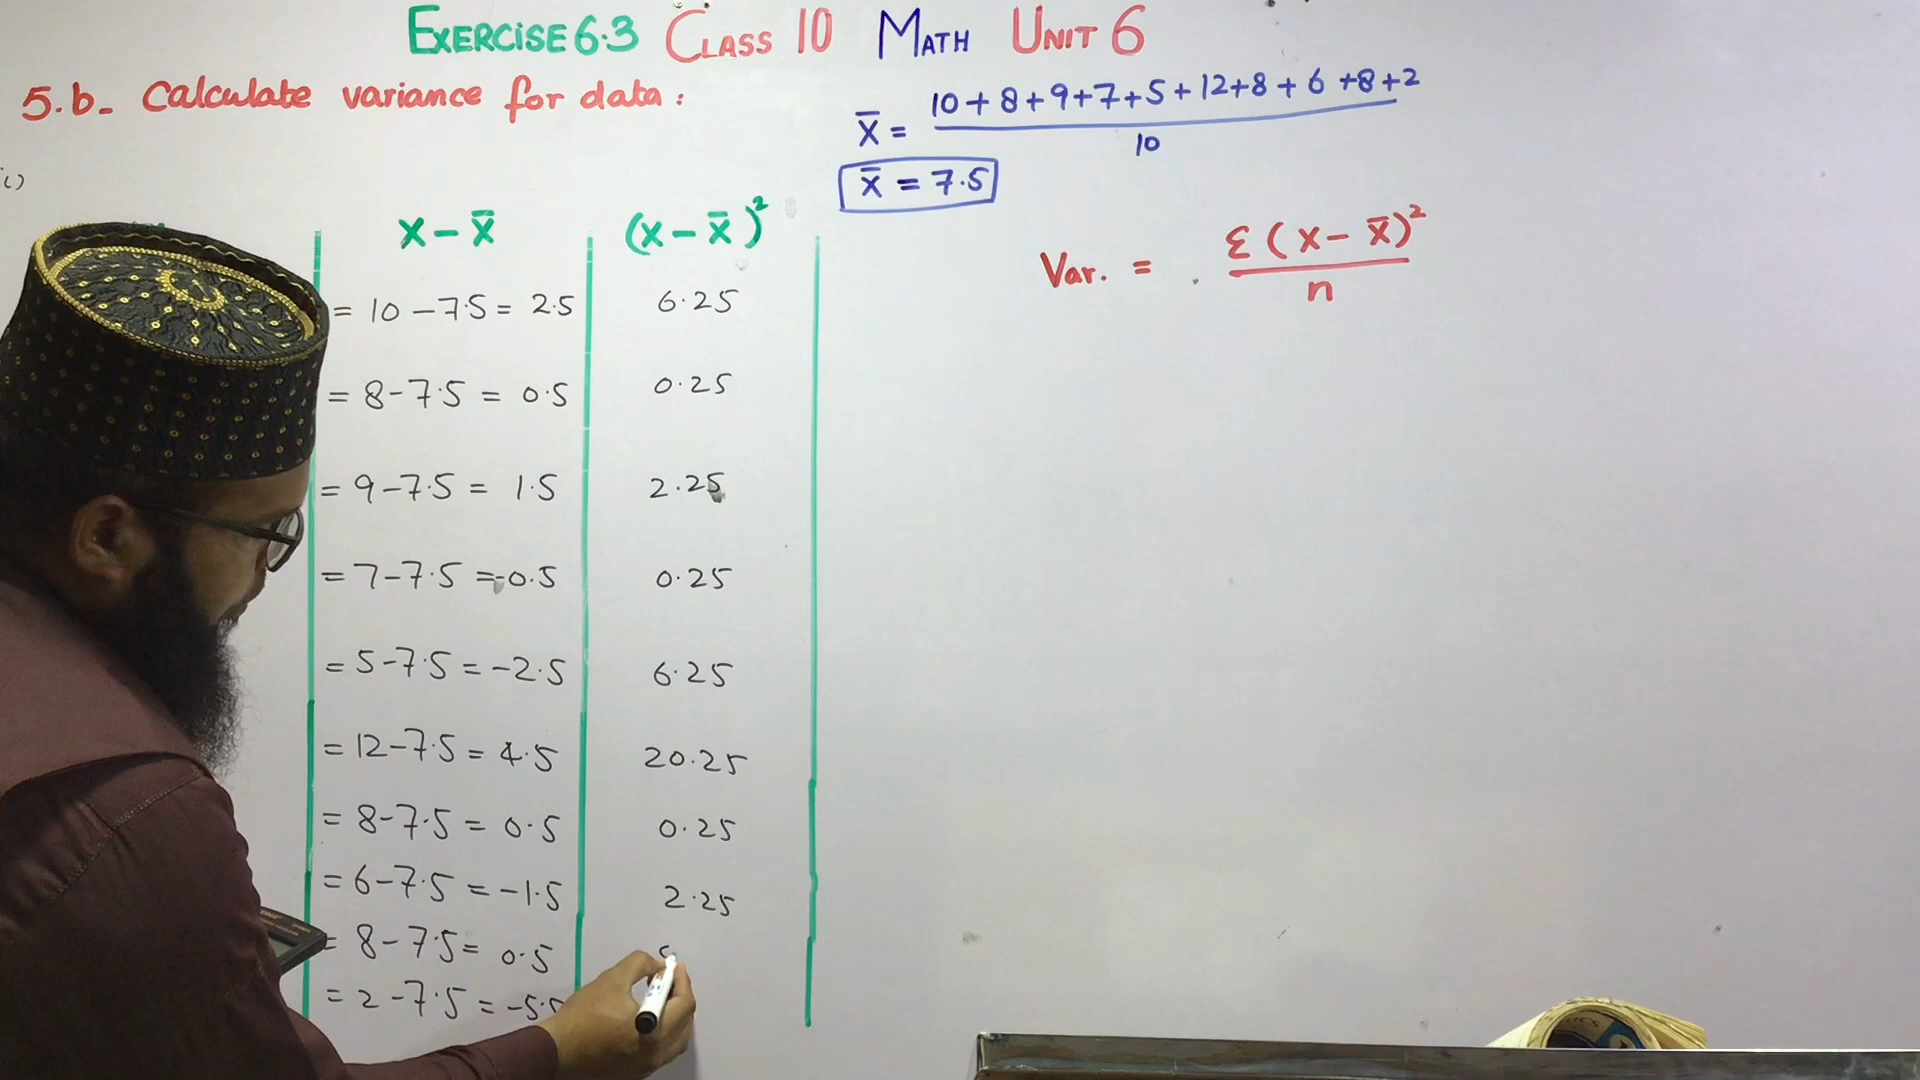 EXERCISE 6.3 CLASS 10 MATH UNIT 6
5.b- Calculate variance for data :
x̄ = 10+8+9+7+5+12+8+6+8+2
10
x̄ = 7.5
i)
x-x̄ (x-x̄)²
Var. = Ɛ(x-x̄)²
n
= 10-7.5 = 2.5 6.25
= 8-7.5 = 0.5 0.25
= 9-7.5 = 1.5 2.25
= 7-7.5 = -0.5 0.25
= 5-7.5 = -2.5 6.25
= 12-7.5 = 4.5 20.25
= 8-7.5 = 0.5 0.25
= 6-7.5 = -1.5 2.25
= 8-7.5 = 0.5
= 2-7.5 = -5.5